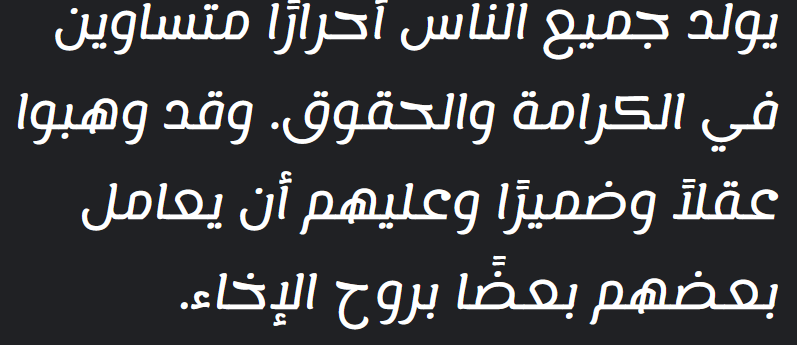 يولد جميع الناس أحرارًا متساوين
في الكرامة والحقوق. وقد وهبوا
عقلاً وضميرًا وعليهم أن يعامل
بعضهم بعضًا بروح الإخاء.